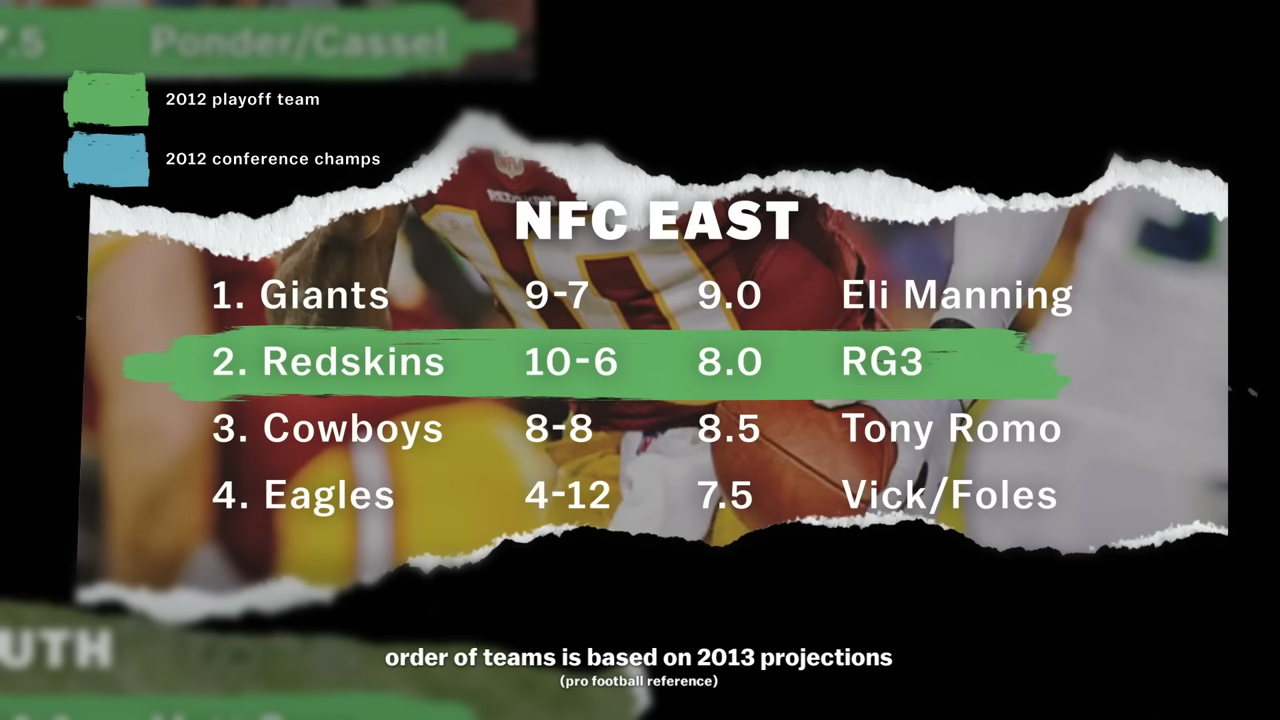 7.5 Ponder/Cassel
2012 playoff team
2012 conference champs
NFL
REDSKINS
NFC EAST
1. Giants 9-7 9.0 Eli Manning
2. Redskins 10-6 8.0 RG3
3. Cowboys 8-8 8.5 Tony Romo
4. Eagles 4-12 7.5 Vick/Foles
UTH
order of teams is based on 2013 projections
(pro football reference)